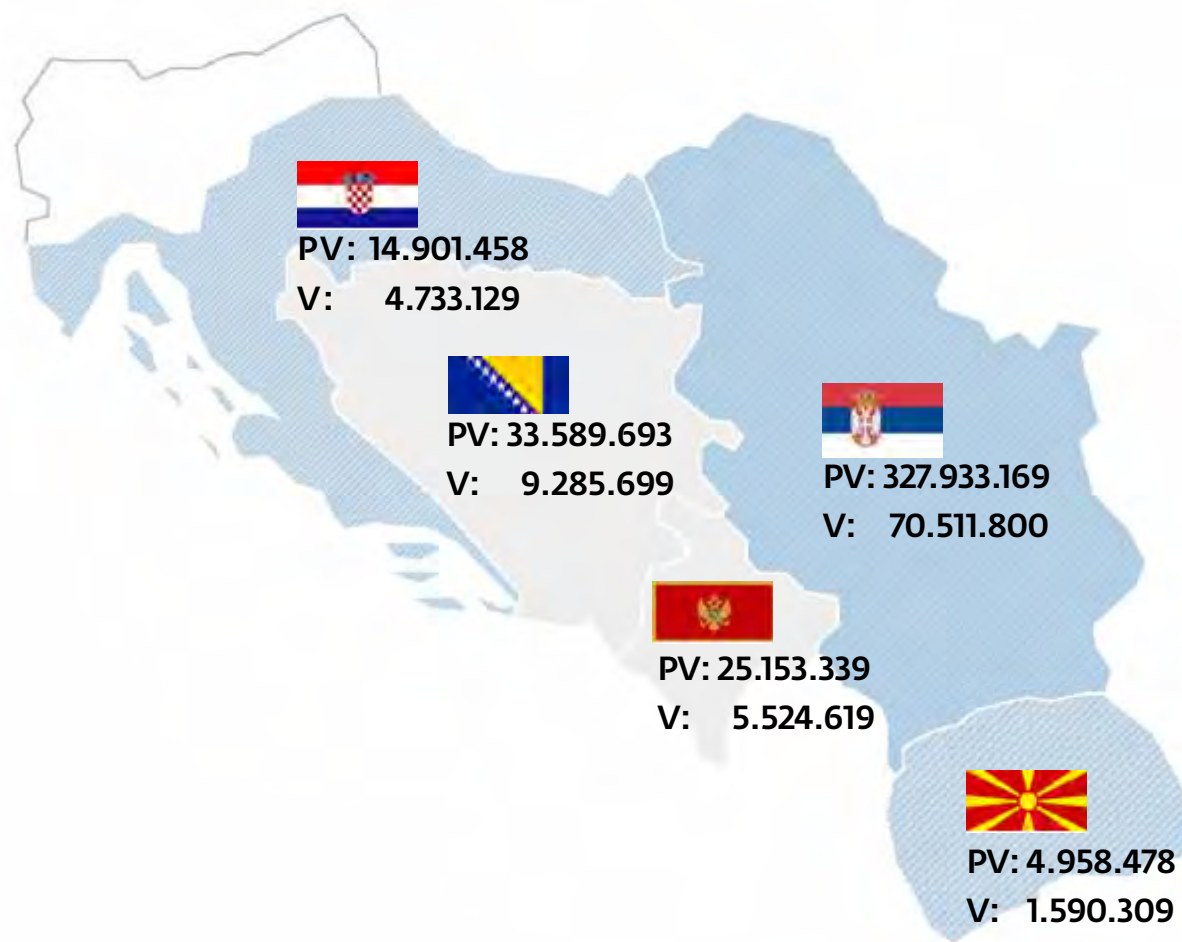 PV: 14.901.458
V: 4.733.129
PV: 33.589.693
V: 9.285.699
PV: 327.933.169
V: 70.511.800
PV: 25.153.339
V: 5.524.619
PV: 4.958.478
V: 1.590.309